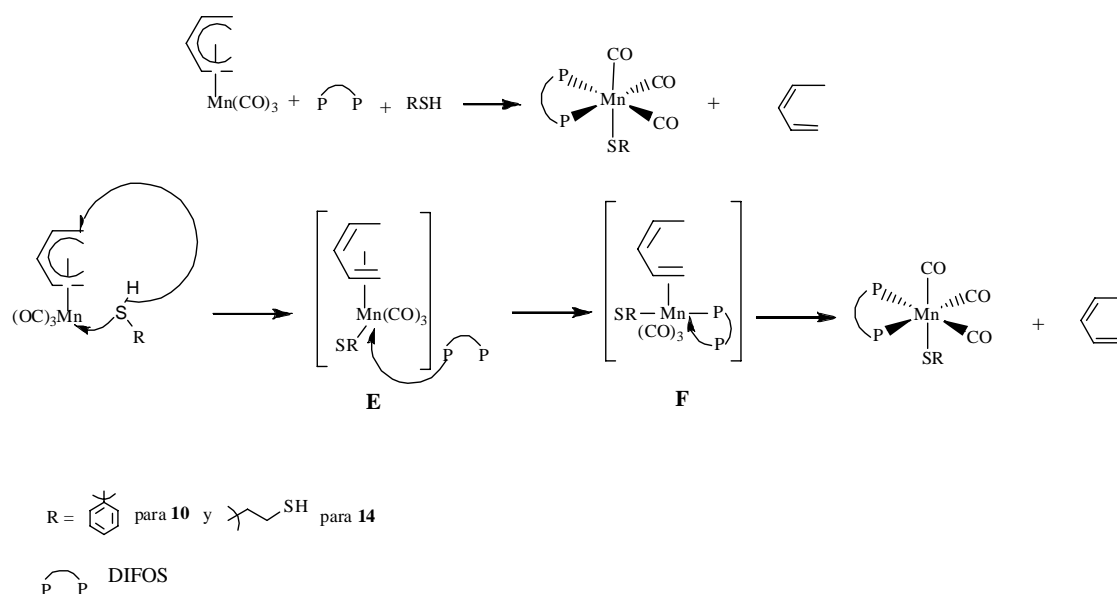 Mn(CO)3 + P P + RSH CO P CO Mn P CO SR +
H
(OC)3Mn S R
Mn(CO)3 SR P P
SR Mn P (CO)3 P
CO P CO Mn P CO SR +
E F
R = para 10 y SH para 14
P P DIFOS